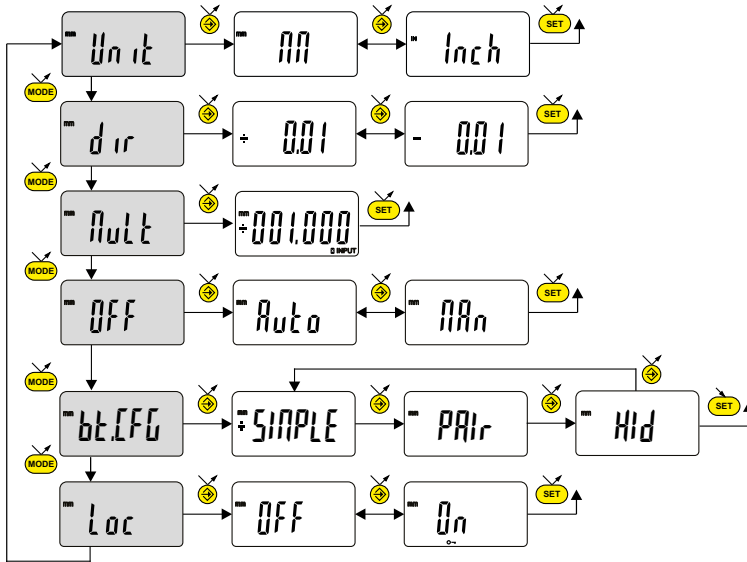 mm Unit mm MM IN Inch SET
MODE
mm dir ÷ 0.01 − 0.01 SET
MODE
mm Mult mm ÷ 001.000 0 INPUT SET
MODE
mm OFF mm Auto mm MAn SET
MODE
mm bt.CFG mm ÷ SIMPLE mm PAIr mm HId SET
MODE
mm Loc mm OFF mm On SET